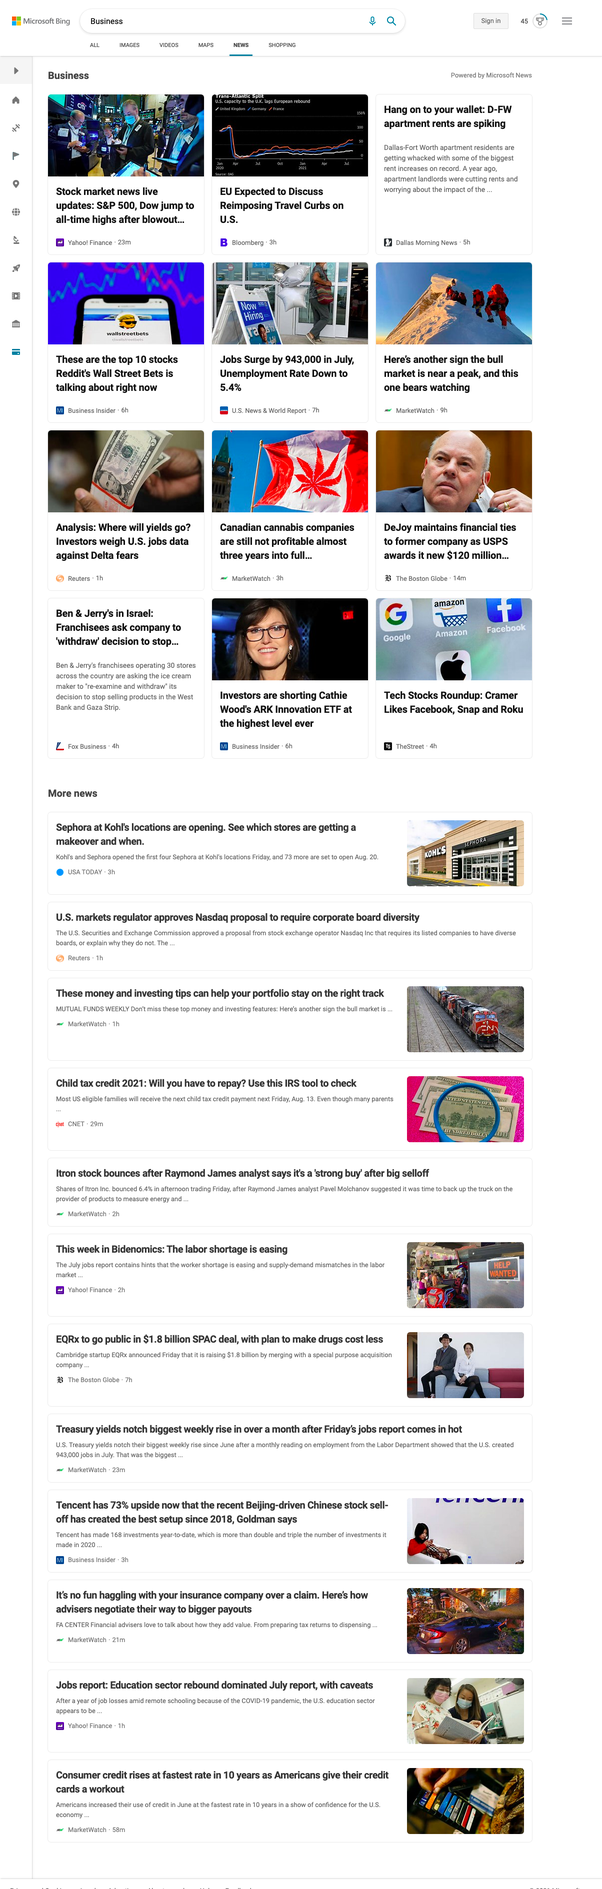 Microsoft Bing
Business
Sign in
45
ALL
IMAGES
VIDEOS
MAPS
NEWS
SHOPPING
Business
Powered by Microsoft News
Trans-Atlantic Split
U.S. capacity to the U.K. lags European rebound
United Kingdom Germany France
Stock market news live
updates: S&P 500, Dow jump to
all-time highs after blowout...
Yahoo! Finance · 23m
EU Expected to Discuss
Reimposing Travel Curbs on
U.S.
Bloomberg · 3h
Hang on to your wallet: D-FW
apartment rents are spiking
Dallas-Fort Worth apartment residents are
getting whacked with some of the biggest
rent increases on record. A year ago,
apartment landlords were cutting rents and
worrying about the impact of the ...
Dallas Morning News · 5h
wallstreetbets
Now
Hiring
These are the top 10 stocks
Reddit's Wall Street Bets is
talking about right now
Business Insider · 6h
Jobs Surge by 943,000 in July,
Unemployment Rate Down to
5.4%
U.S. News & World Report · 7h
Here's another sign the bull
market is near a peak, and this
one bears watching
MarketWatch · 9h
Analysis: Where will yields go?
Investors weigh U.S. jobs data
against Delta fears
Reuters · 1h
Canadian cannabis companies
are still not profitable almost
three years into full...
MarketWatch · 3h
DeJoy maintains financial ties
to former company as USPS
awards it new $120 million...
The Boston Globe · 14m
Ben & Jerry's in Israel:
Franchisees ask company to
'withdraw' decision to stop...
Ben & Jerry's franchisees operating 30 stores
across the country are asking the ice cream
maker to "re-examine and withdraw" its
decision to stop selling products in the West
Bank and Gaza Strip.
Fox Business · 4h
Investors are shorting Cathie
Wood's ARK Innovation ETF at
the highest level ever
Business Insider · 6h
Google
amazon
Amazon
Facebook
Tech Stocks Roundup: Cramer
Likes Facebook, Snap and Roku
TheStreet · 4h
More news
Sephora at Kohl's locations are opening. See which stores are getting a
makeover and when.
Kohl's and Sephora opened the first four Sephora at Kohl's locations Friday, and 73 more are set to open Aug. 20.
USA TODAY · 3h
KOHL'S
SEPHORA
U.S. markets regulator approves Nasdaq proposal to require corporate board diversity
The U.S. Securities and Exchange Commission approved a proposal from stock exchange operator Nasdaq Inc that requires its listed companies to have diverse
boards, or explain why they do not. The ...
Reuters · 1h
These money and investing tips can help your portfolio stay on the right track
MUTUAL FUNDS WEEKLY Don't miss these top money and investing features: Here's another sign the bull market is ...
MarketWatch · 1h
Child tax credit 2021: Will you have to repay? Use this IRS tool to check
Most US eligible families will receive the next child tax credit payment next Friday, Aug. 13. Even though many parents
...
CNET · 29m
Itron stock bounces after Raymond James analyst says it's a 'strong buy' after big selloff
Shares of Itron Inc. bounced 6.4% in afternoon trading Friday, after Raymond James analyst Pavel Molchanov suggested it was time to back up the truck on the
provider of products to measure energy and ...
MarketWatch · 2h
This week in Bidenomics: The labor shortage is easing
The July jobs report contains hints that the worker shortage is easing and supply-demand mismatches in the labor
market ...
Yahoo! Finance · 2h
HELP
WANTED
EQRx to go public in $1.8 billion SPAC deal, with plan to make drugs cost less
Cambridge startup EQRx announced Friday that it is raising $1.8 billion by merging with a special purpose acquisition
company ...
The Boston Globe · 7h
Treasury yields notch biggest weekly rise in over a month after Friday's jobs report comes in hot
U.S. Treasury yields notch their biggest weekly rise since June after a monthly reading on employment from the Labor Department showed that the U.S. created
943,000 jobs in July. That was the biggest ...
MarketWatch · 23m
Tencent has 73% upside now that the recent Beijing-driven Chinese stock sell-
off has created the best setup since 2018, Goldman says
Tencent has made 168 investments year-to-date, which is more than double and triple the number of investments it
made in 2020 ...
Business Insider · 3h
It's no fun haggling with your insurance company over a claim. Here's how
advisers negotiate their way to bigger payouts
FA CENTER Financial advisers love to talk about how they add value. From preparing tax returns to dispensing ...
MarketWatch · 21m
Jobs report: Education sector rebound dominated July report, with caveats
After a year of job losses amid remote schooling because of the COVID-19 pandemic, the U.S. education sector
appears to be ...
Yahoo! Finance · 1h
Consumer credit rises at fastest rate in 10 years as Americans give their credit
cards a workout
Americans increased their use of credit in June at the fastest rate in 10 years in a show of confidence for the U.S.
economy ...
MarketWatch · 58m